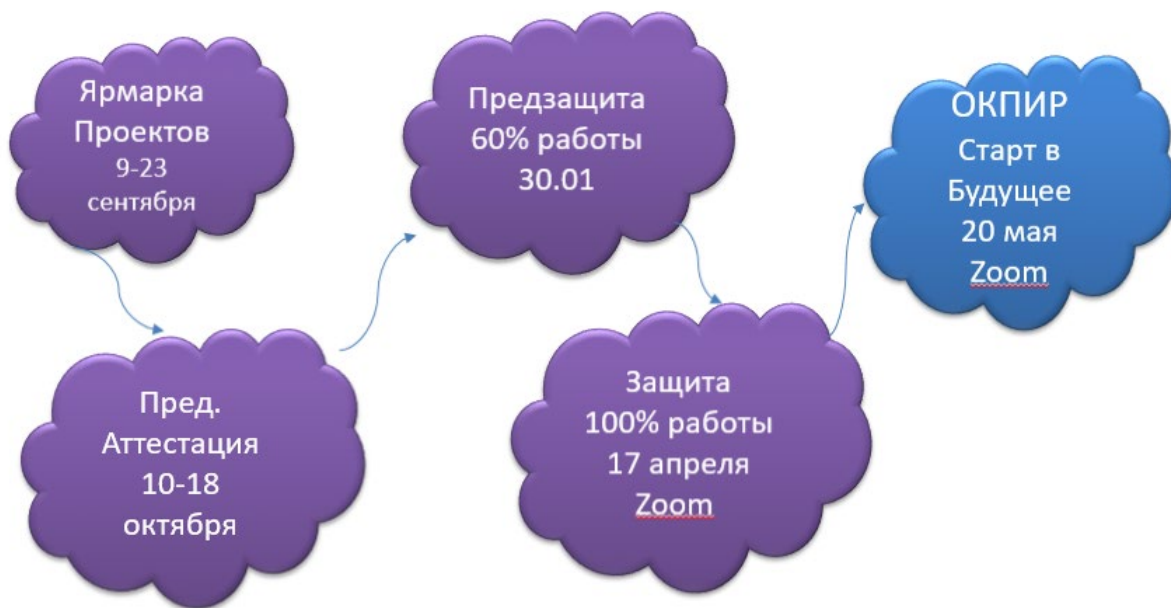 Ярмарка
Проектов
9-23
сентября
Пред.
Аттестация
10-18
октября
Предзащита
60% работы
30.01
Защита
100% работы
17 апреля
Zoom
ОКПИР
Старт в
Будущее
20 мая
Zoom